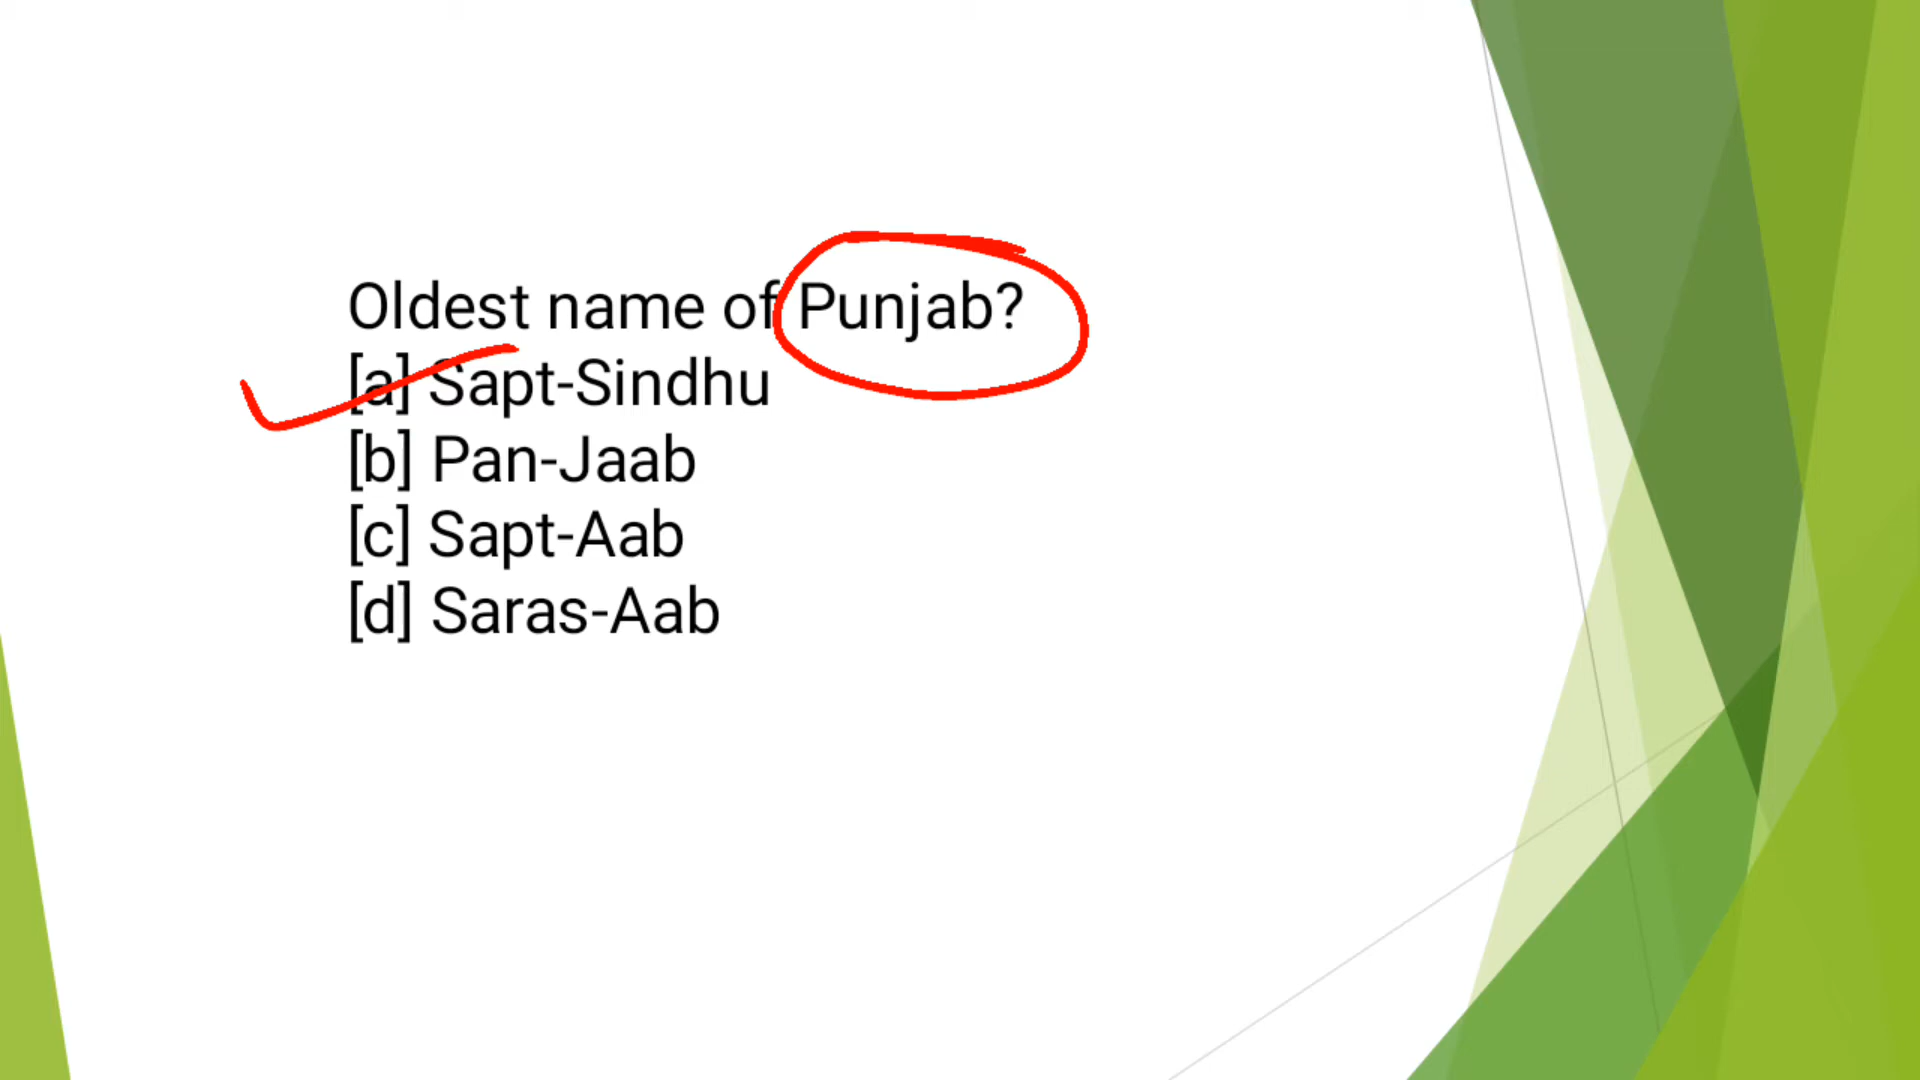 Oldest name of Punjab?
[a] Sapt-Sindhu
[b] Pan-Jaab
[c] Sapt-Aab
[d] Saras-Aab